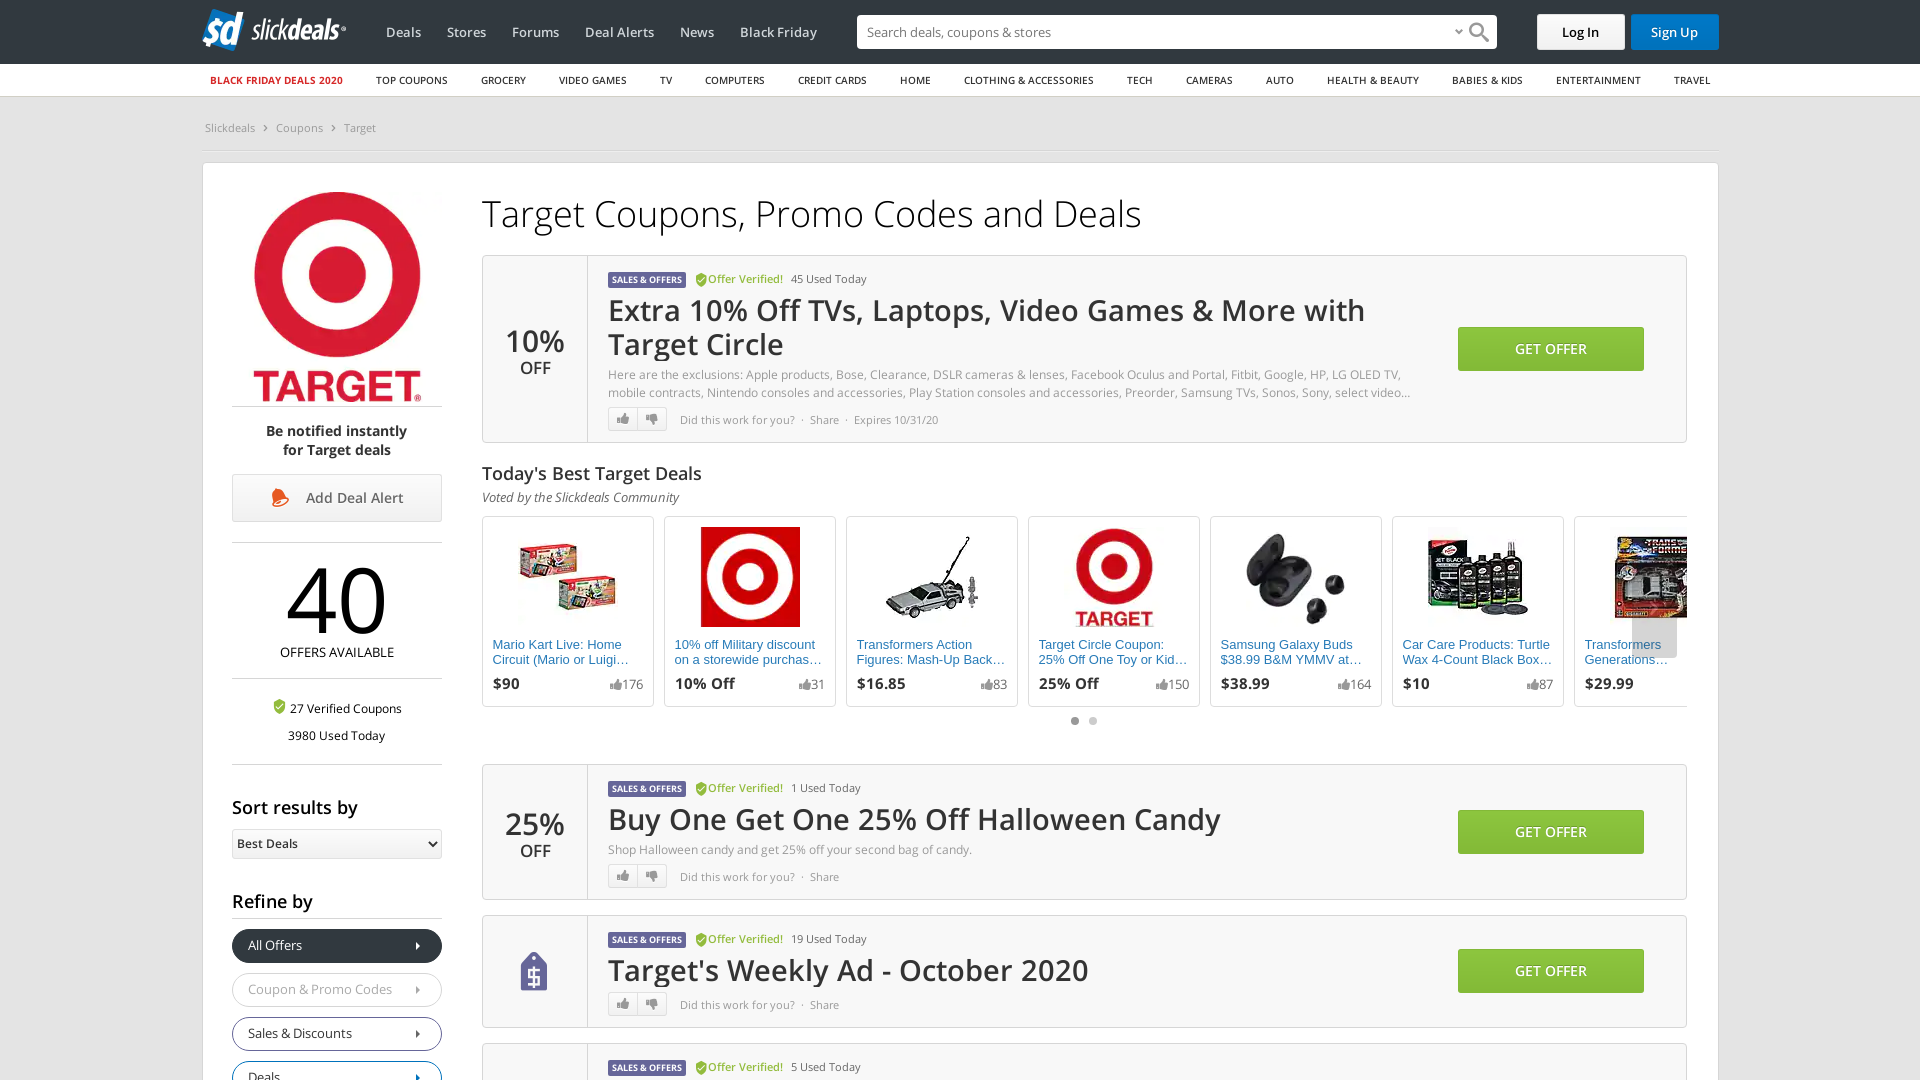 sd slickdeals
Deals
Stores
Forums
Deal Alerts
News
Black Friday
Search deals, coupons & stores
Log In
Sign Up
BLACK FRIDAY DEALS 2020
TOP COUPONS
GROCERY
VIDEO GAMES
TV
COMPUTERS
CREDIT CARDS
HOME
CLOTHING & ACCESSORIES
TECH
CAMERAS
AUTO
HEALTH & BEAUTY
BABIES & KIDS
ENTERTAINMENT
TRAVEL
Slickdeals > Coupons > Target
TARGET®
Be notified instantly
for Target deals
Add Deal Alert
40
OFFERS AVAILABLE
27 Verified Coupons
3980 Used Today
Sort results by
Best Deals
Refine by
All Offers
Coupon & Promo Codes
Sales & Discounts
Deals
Target Coupons, Promo Codes and Deals
10%
OFF
SALES & OFFERS Offer Verified! 45 Used Today
Extra 10% Off TVs, Laptops, Video Games & More with
Target Circle
Here are the exclusions: Apple products, Bose, Clearance, DSLR cameras & lenses, Facebook Oculus and Portal, Fitbit, Google, HP, LG OLED TV,
mobile contracts, Nintendo consoles and accessories, Play Station consoles and accessories, Preorder, Samsung TVs, Sonos, Sony, select video...
Did this work for you? · Share · Expires 10/31/20
GET OFFER
Today's Best Target Deals
Voted by the Slickdeals Community
Mario Kart Live: Home
Circuit (Mario or Luigi...
$90 176
10% off Military discount
on a storewide purchas...
10% Off 31
Transformers Action
Figures: Mash-Up Back...
$16.85 83
TARGET
Target Circle Coupon:
25% Off One Toy or Kid...
25% Off 150
Samsung Galaxy Buds
$38.99 B&M YMMV at...
$38.99 164
JET BLACK
Car Care Products: Turtle
Wax 4-Count Black Box...
$10 87
Transformers
Generations...
$29.99
25%
OFF
SALES & OFFERS Offer Verified! 1 Used Today
Buy One Get One 25% Off Halloween Candy
Shop Halloween candy and get 25% off your second bag of candy.
Did this work for you? · Share
GET OFFER
$
SALES & OFFERS Offer Verified! 19 Used Today
Target's Weekly Ad - October 2020
Did this work for you? · Share
GET OFFER
SALES & OFFERS Offer Verified! 5 Used Today